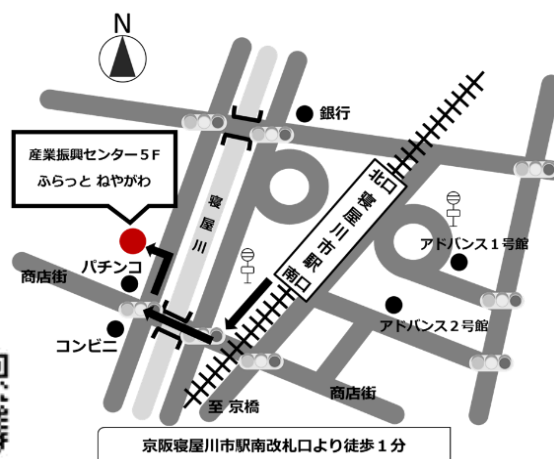 N
銀行
産業振興センター５F
ふらっと ねやがわ
北口
寝屋川市駅
南口
寝屋川
アドバンス１号館
パチンコ
商店街
アドバンス２号館
コンビニ
商店街
至 京橋
京阪寝屋川市駅南改札口より徒歩１分